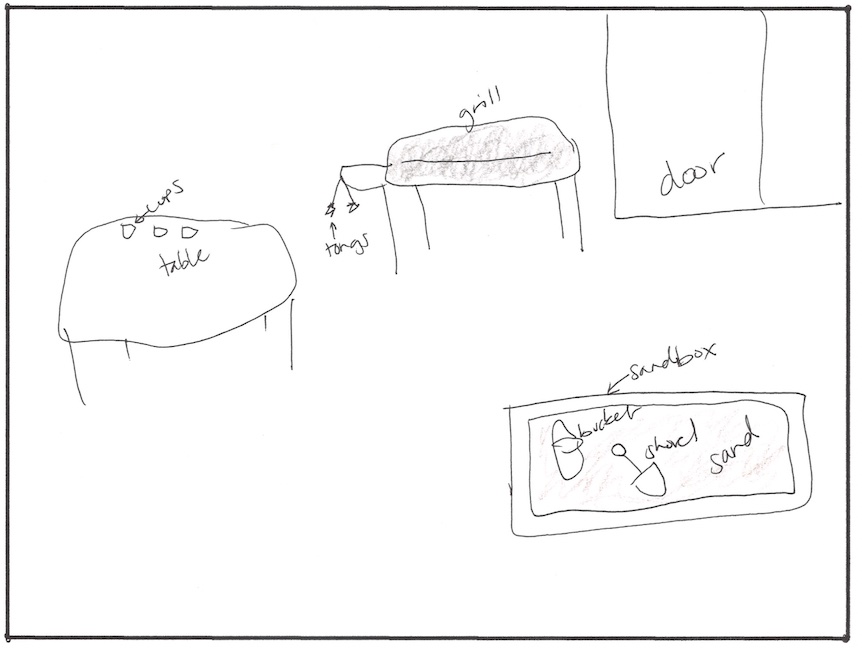 grill
door
cups
table
tongs
sandbox
bucket
shovel
sand